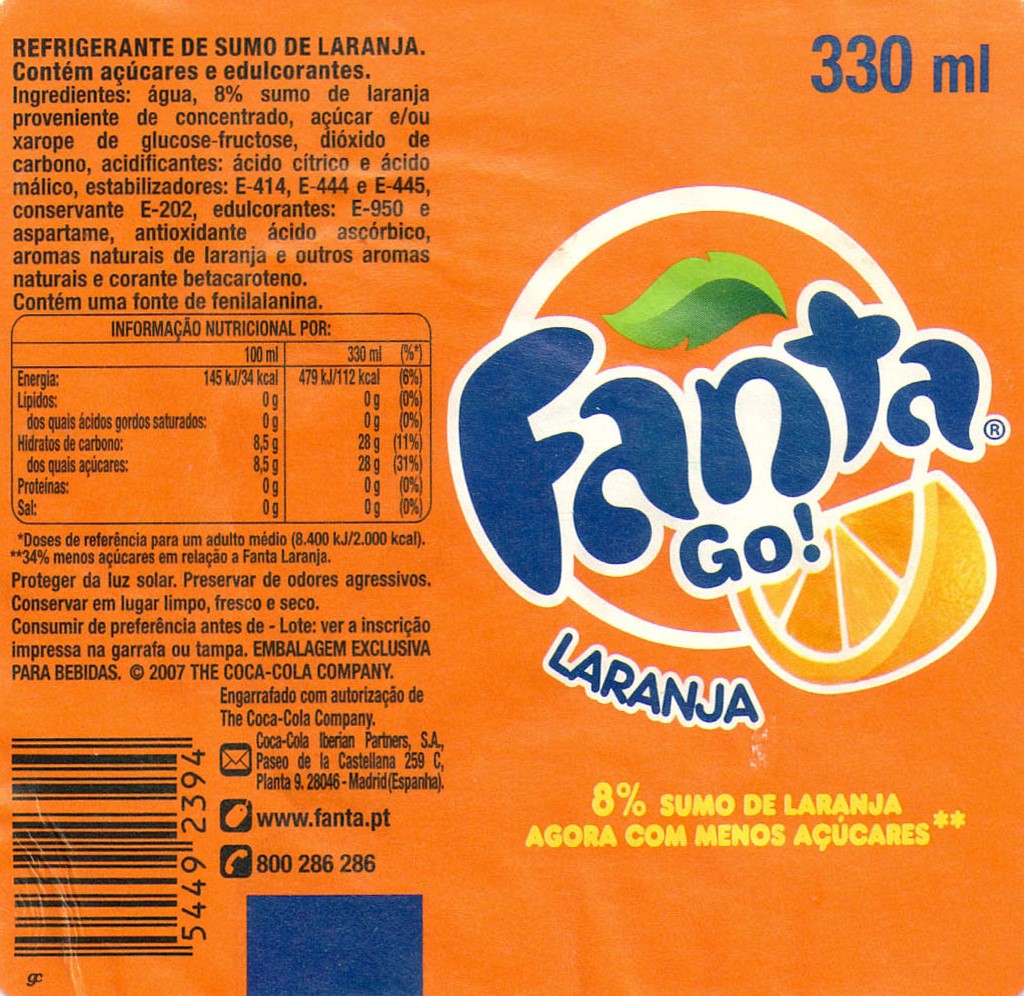 REFRIGERANTE DE SUMO DE LARANJA.
Contém açúcares e edulcorantes.
Ingredientes: água, 8% sumo de laranja
proveniente de concentrado, açúcar e/ou
xarope de glucose-fructose, dióxido de
carbono, acidificantes: ácido cítrico e ácido
málico, estabilizadores: E-414, E-444 e E-445,
conservante E-202, edulcorantes: E-950 e
aspartame, antioxidante ácido ascórbico,
aromas naturais de laranja e outros aromas
naturais e corante betacaroteno.
Contém uma fonte de fenilalanina.
INFORMAÇÃO NUTRICIONAL POR:
100 ml 330 ml (%*)
Energia: 145 kJ/34 kcal 479 kJ/112 kcal (6%)
Lípidos: 0 g 0 g (0%)
dos quais ácidos gordos saturados: 0 g 0 g (0%)
Hidratos de carbono: 8,5 g 28 g (11%)
dos quais açúcares: 8,5 g 28 g (31%)
Proteínas: 0 g 0 g (0%)
Sal: 0 g 0 g (0%)
*Doses de referência para um adulto médio (8.400 kJ/2.000 kcal).
**34% menos açúcares em relação a Fanta Laranja.
Proteger da luz solar. Preservar de odores agressivos.
Conservar em lugar limpo, fresco e seco.
Consumir de preferência antes de - Lote: ver a inscrição
impressa na garrafa ou tampa. EMBALAGEM EXCLUSIVA
PARA BEBIDAS. © 2007 THE COCA-COLA COMPANY.
Engarrafado com autorização de
The Coca-Cola Company.
Coca-Cola Iberian Partners, S.A.,
Paseo de la Castellana 259 C,
Planta 9. 28046 - Madrid (Espanha).
www.fanta.pt
800 286 286
5449 2394
gc
330 ml
Fanta®
GO!
LARANJA
8% SUMO DE LARANJA
AGORA COM MENOS AÇÚCARES**